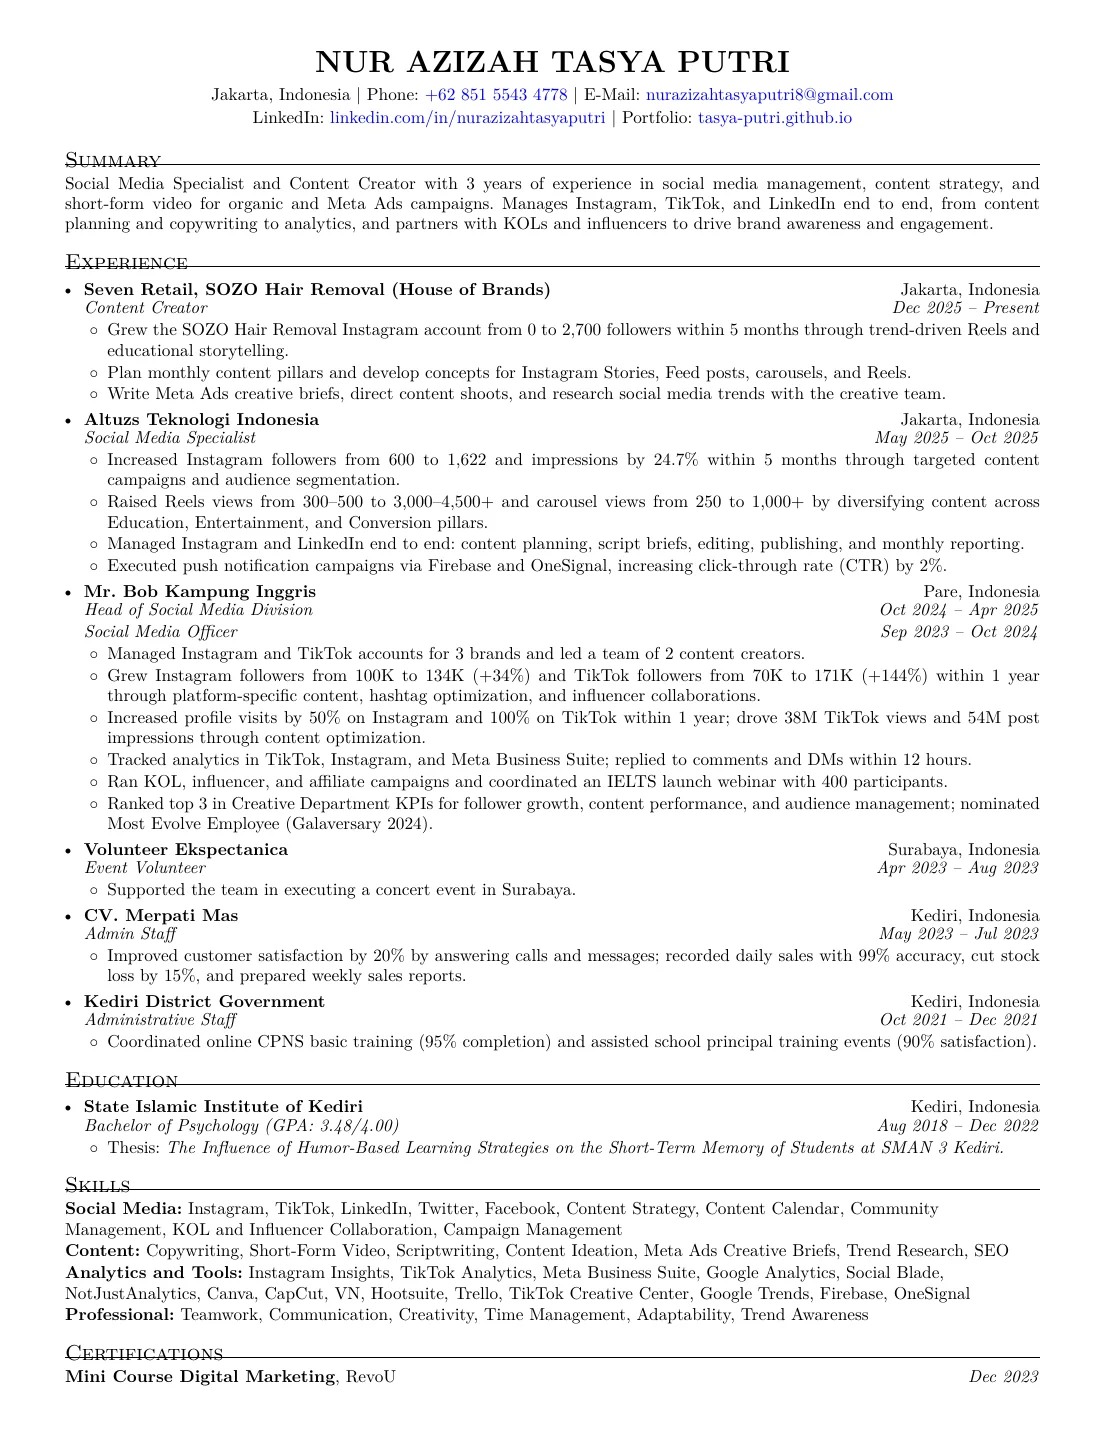 NUR AZIZAH TASYA PUTRI
Jakarta, Indonesia | Phone: +62 851 5543 4778 | E-Mail: nurazizahtasyaputri8@gmail.com
LinkedIn: linkedin.com/in/nurazizahtasyaputri | Portfolio: tasya-putri.github.io
Summary
Social Media Specialist and Content Creator with 3 years of experience in social media management, content strategy, and
short-form video for organic and Meta Ads campaigns. Manages Instagram, TikTok, and LinkedIn end to end, from content
planning and copywriting to analytics, and partners with KOLs and influencers to drive brand awareness and engagement.
Experience
• Seven Retail, SOZO Hair Removal (House of Brands) Jakarta, Indonesia
Content Creator Dec 2025 – Present
◦ Grew the SOZO Hair Removal Instagram account from 0 to 2,700 followers within 5 months through trend-driven Reels and
educational storytelling.
◦ Plan monthly content pillars and develop concepts for Instagram Stories, Feed posts, carousels, and Reels.
◦ Write Meta Ads creative briefs, direct content shoots, and research social media trends with the creative team.
• Altuzs Teknologi Indonesia Jakarta, Indonesia
Social Media Specialist May 2025 – Oct 2025
◦ Increased Instagram followers from 600 to 1,622 and impressions by 24.7% within 5 months through targeted content
campaigns and audience segmentation.
◦ Raised Reels views from 300–500 to 3,000–4,500+ and carousel views from 250 to 1,000+ by diversifying content across
Education, Entertainment, and Conversion pillars.
◦ Managed Instagram and LinkedIn end to end: content planning, script briefs, editing, publishing, and monthly reporting.
◦ Executed push notification campaigns via Firebase and OneSignal, increasing click-through rate (CTR) by 2%.
• Mr. Bob Kampung Inggris Pare, Indonesia
Head of Social Media Division Oct 2024 – Apr 2025
Social Media Officer Sep 2023 – Oct 2024
◦ Managed Instagram and TikTok accounts for 3 brands and led a team of 2 content creators.
◦ Grew Instagram followers from 100K to 134K (+34%) and TikTok followers from 70K to 171K (+144%) within 1 year
through platform-specific content, hashtag optimization, and influencer collaborations.
◦ Increased profile visits by 50% on Instagram and 100% on TikTok within 1 year; drove 38M TikTok views and 54M post
impressions through content optimization.
◦ Tracked analytics in TikTok, Instagram, and Meta Business Suite; replied to comments and DMs within 12 hours.
◦ Ran KOL, influencer, and affiliate campaigns and coordinated an IELTS launch webinar with 400 participants.
◦ Ranked top 3 in Creative Department KPIs for follower growth, content performance, and audience management; nominated
Most Evolve Employee (Galaversary 2024).
• Volunteer Ekspectanica Surabaya, Indonesia
Event Volunteer Apr 2023 – Aug 2023
◦ Supported the team in executing a concert event in Surabaya.
• CV. Merpati Mas Kediri, Indonesia
Admin Staff May 2023 – Jul 2023
◦ Improved customer satisfaction by 20% by answering calls and messages; recorded daily sales with 99% accuracy, cut stock
loss by 15%, and prepared weekly sales reports.
• Kediri District Government Kediri, Indonesia
Administrative Staff Oct 2021 – Dec 2021
◦ Coordinated online CPNS basic training (95% completion) and assisted school principal training events (90% satisfaction).
Education
• State Islamic Institute of Kediri Kediri, Indonesia
Bachelor of Psychology (GPA: 3.48/4.00) Aug 2018 – Dec 2022
◦ Thesis: The Influence of Humor-Based Learning Strategies on the Short-Term Memory of Students at SMAN 3 Kediri.
Skills
Social Media: Instagram, TikTok, LinkedIn, Twitter, Facebook, Content Strategy, Content Calendar, Community
Management, KOL and Influencer Collaboration, Campaign Management
Content: Copywriting, Short-Form Video, Scriptwriting, Content Ideation, Meta Ads Creative Briefs, Trend Research, SEO
Analytics and Tools: Instagram Insights, TikTok Analytics, Meta Business Suite, Google Analytics, Social Blade,
NotJustAnalytics, Canva, CapCut, VN, Hootsuite, Trello, TikTok Creative Center, Google Trends, Firebase, OneSignal
Professional: Teamwork, Communication, Creativity, Time Management, Adaptability, Trend Awareness
Certifications
Mini Course Digital Marketing, RevoU Dec 2023